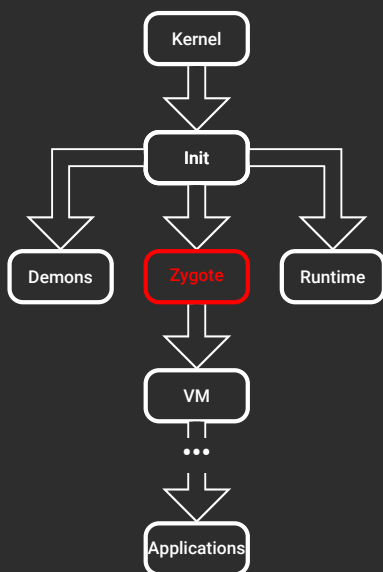 Kernel
Init
Demons
Zygote
Runtime
VM
...
Applications